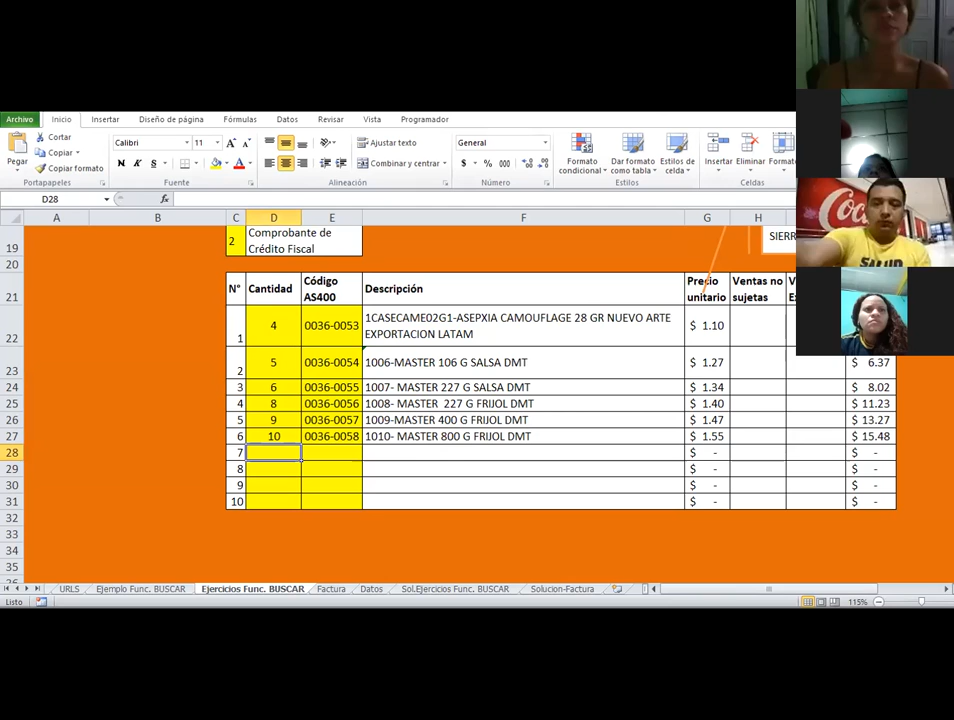 Archivo Inicio Insertar Diseño de página Fórmulas Datos Revisar Vista Programador
Pegar
Cortar
Copiar
Copiar formato
Portapapeles
Calibri 11
N K S
Fuente
Ajustar texto
Combinar y centrar
Alineación
General
$ % 000
Número
Formato condicional
Dar formato como tabla
Estilos de celda
Estilos
Insertar Eliminar Formato
Celdas
D28 fx
A B C D E F G H
19 2 Comprobante de
Crédito Fiscal
SIERR
20
21 N° Cantidad Código AS400 Descripción Precio unitario Ventas no sujetas
22 1 4 0036-0053 1CASECAME02G1-ASEPXIA CAMOUFLAGE 28 GR NUEVO ARTE EXPORTACION LATAM $ 1.10
23 2 5 0036-0054 1006-MASTER 106 G SALSA DMT $ 1.27 $ 6.37
24 3 6 0036-0055 1007- MASTER 227 G SALSA DMT $ 1.34 $ 8.02
25 4 8 0036-0056 1008- MASTER 227 G FRIJOL DMT $ 1.40 $ 11.23
26 5 9 0036-0057 1009-MASTER 400 G FRIJOL DMT $ 1.47 $ 13.27
27 6 10 0036-0058 1010- MASTER 800 G FRIJOL DMT $ 1.55 $ 15.48
28 7 $ - $ -
29 8 $ - $ -
30 9 $ - $ -
31 10 $ - $ -
32
33
34
35
URLS Ejemplo Func. BUSCAR Ejercicios Func. BUSCAR Factura Datos Sol.Ejercicios Func. BUSCAR Solucion-Factura
Listo 115%
Coc
SALUD